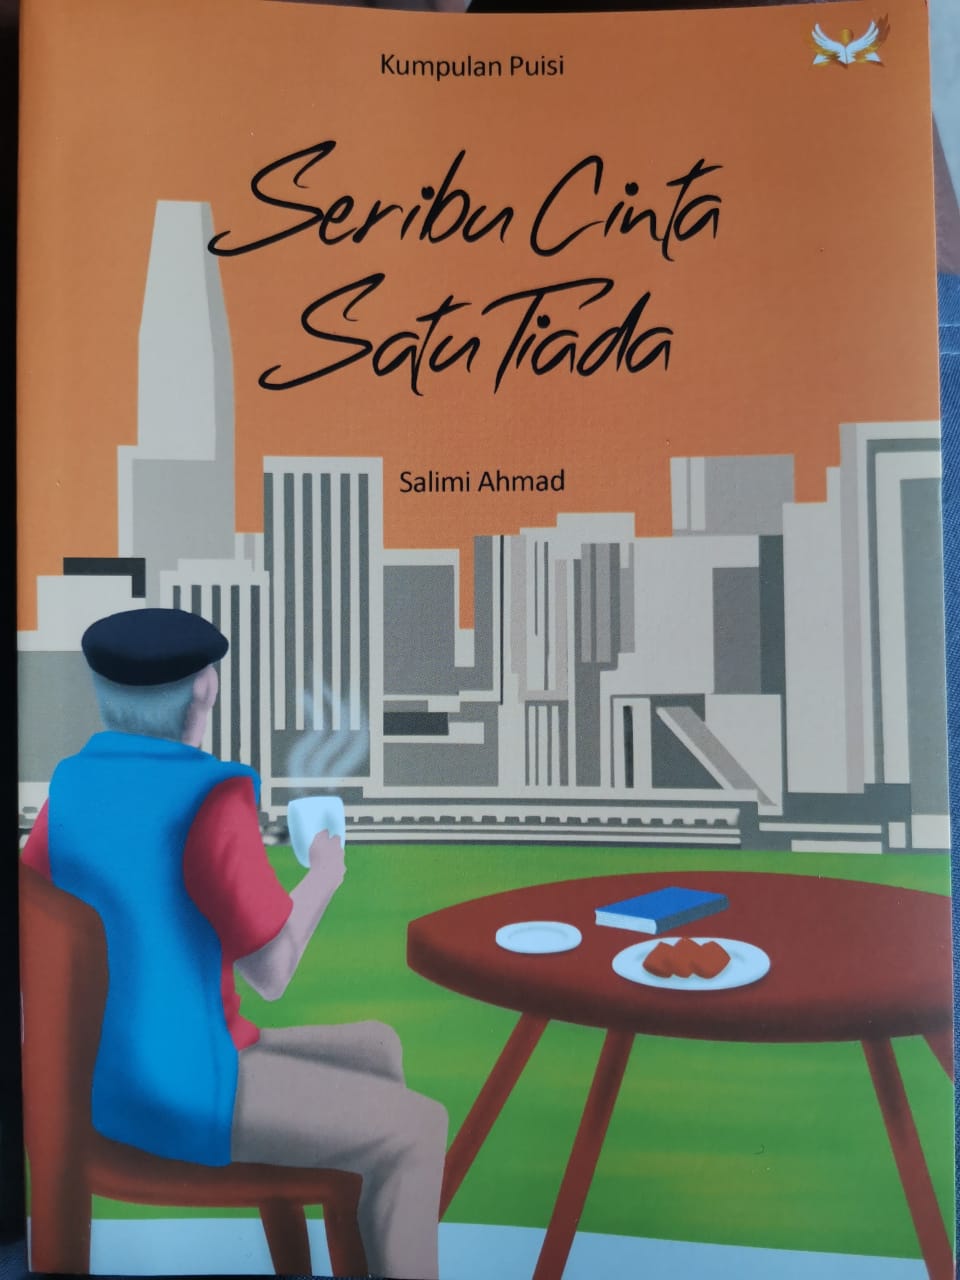 Kumpulan Puisi
Seribu Cinta
Satu Tiada
Salimi Ahmad